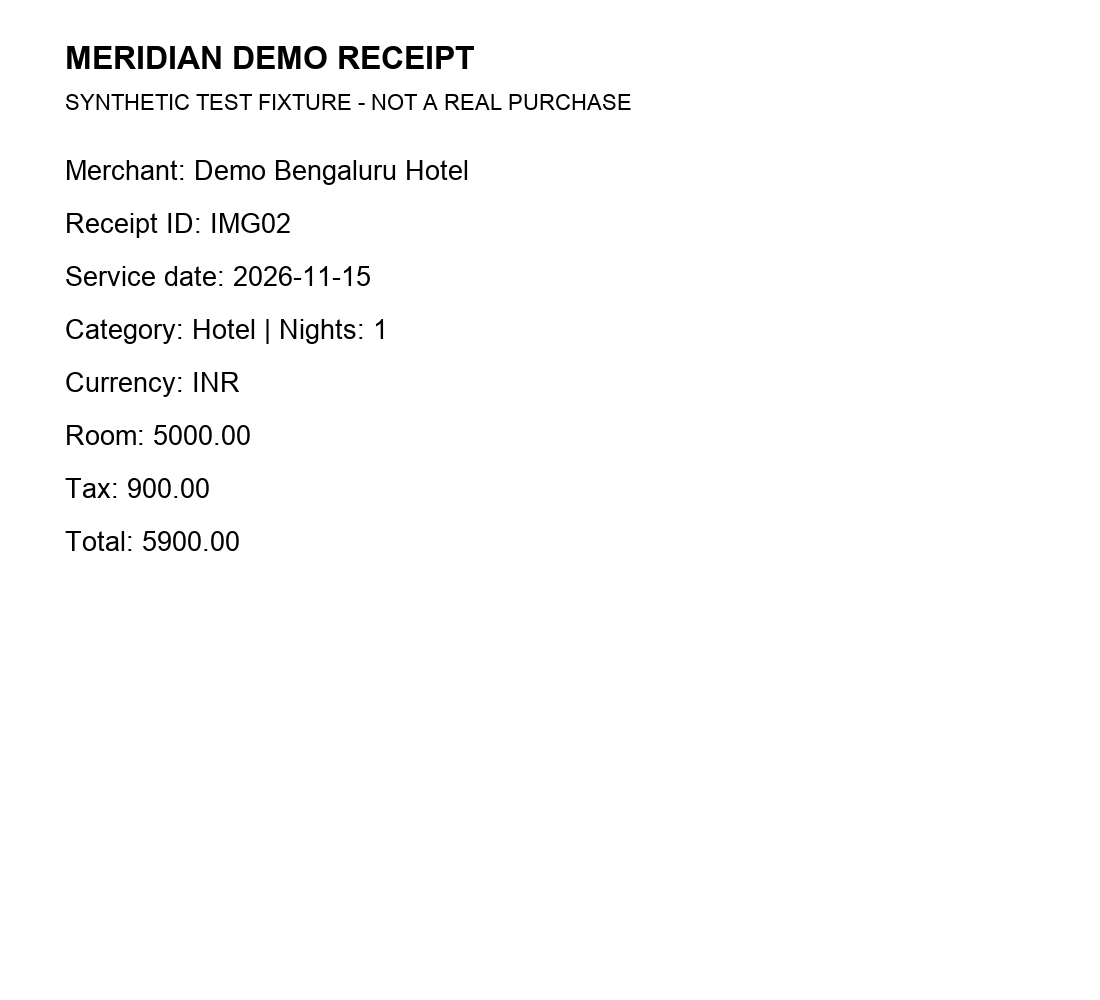 MERIDIAN DEMO RECEIPT
SYNTHETIC TEST FIXTURE - NOT A REAL PURCHASE
Merchant: Demo Bengaluru Hotel
Receipt ID: IMG02
Service date: 2026-11-15
Category: Hotel | Nights: 1
Currency: INR
Room: 5000.00
Tax: 900.00
Total: 5900.00